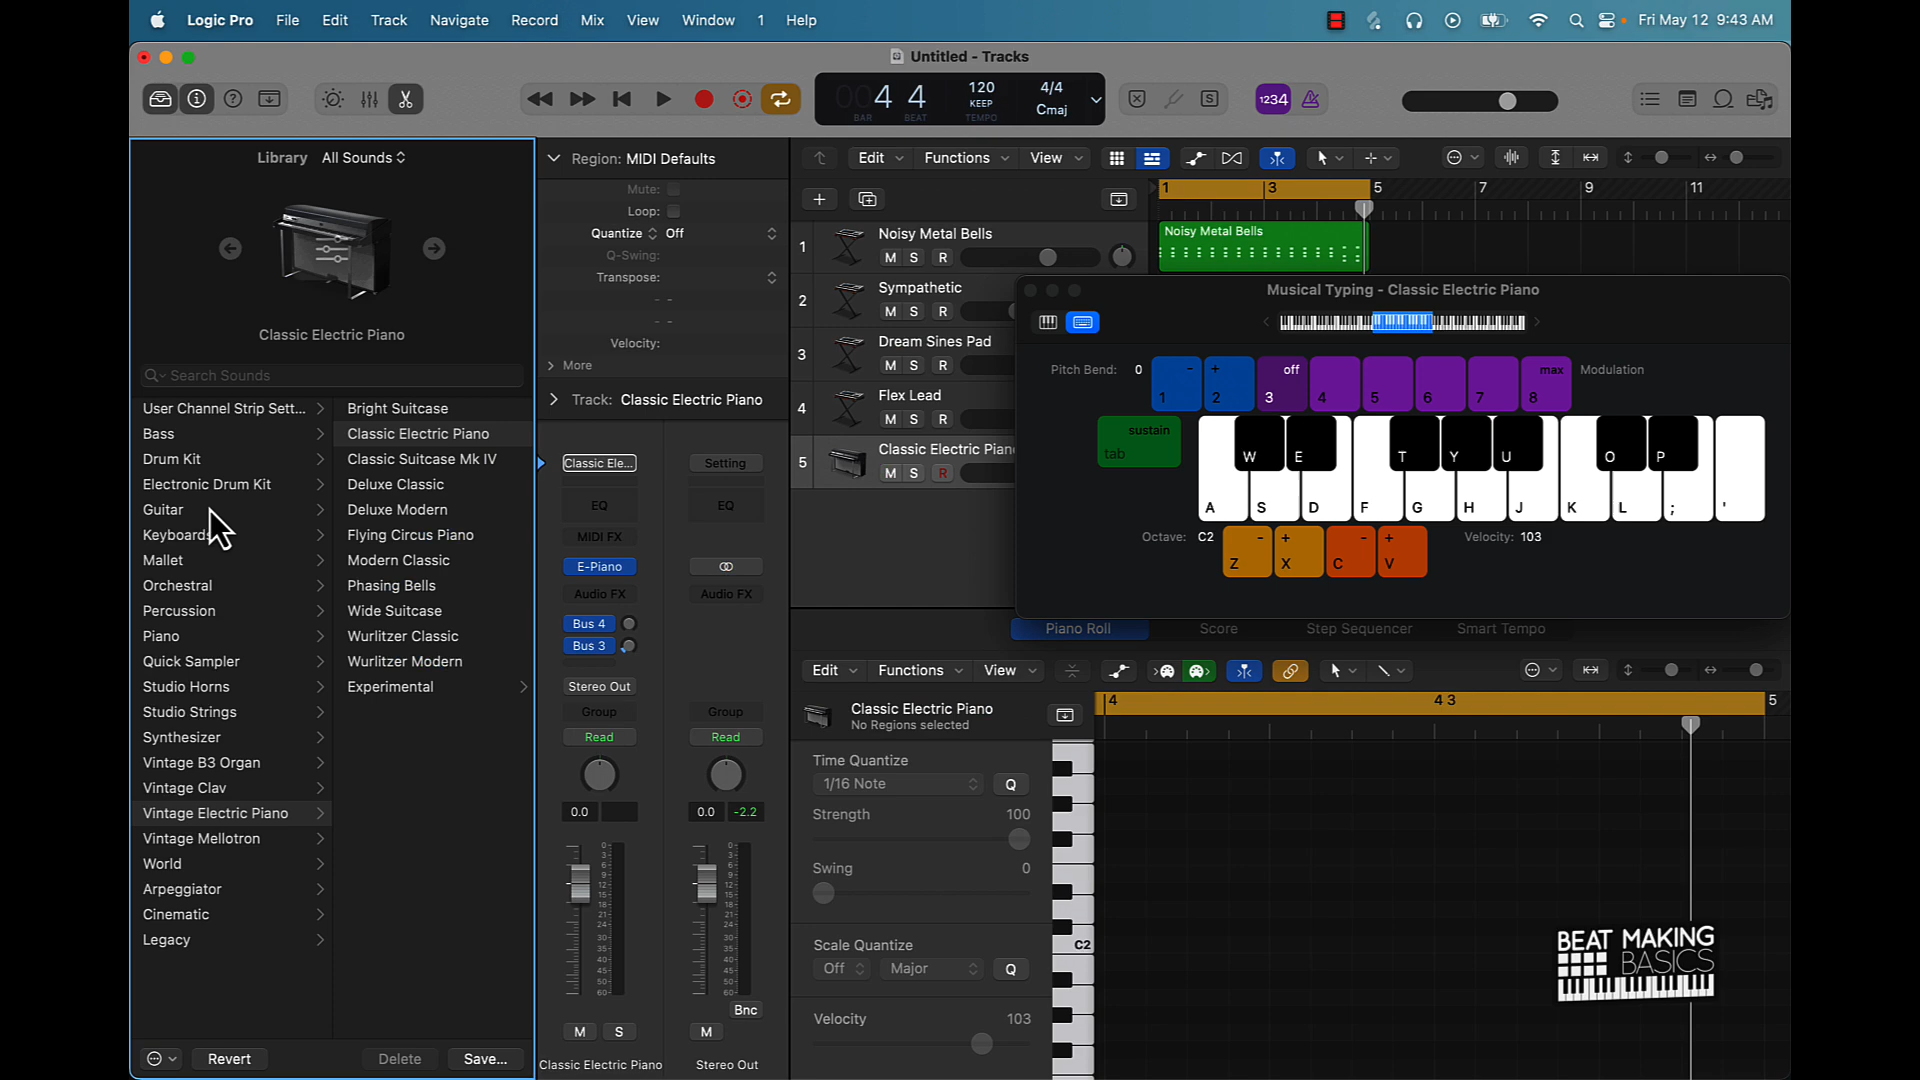 Logic Pro File Edit Track Navigate Record Mix View Window 1 Help
Fri May 12 9:43 AM
Untitled - Tracks
4 4
BAR BEAT
120
KEEP
TEMPO
4/4
Cmaj
1234
Library All Sounds
Classic Electric Piano
Search Sounds
User Channel Strip Sett...
Bass
Drum Kit
Electronic Drum Kit
Guitar
Keyboards
Mallet
Orchestral
Percussion
Piano
Quick Sampler
Studio Horns
Studio Strings
Synthesizer
Vintage B3 Organ
Vintage Clav
Vintage Electric Piano
Vintage Mellotron
World
Arpeggiator
Cinematic
Legacy
Bright Suitcase
Classic Electric Piano
Classic Suitcase Mk IV
Deluxe Classic
Deluxe Modern
Flying Circus Piano
Modern Classic
Phasing Bells
Wide Suitcase
Wurlitzer Classic
Wurlitzer Modern
Experimental
Revert Delete Save...
Region: MIDI Defaults
Mute:
Loop:
Quantize Off
Q-Swing:
Transpose:
Velocity:
More
Track: Classic Electric Piano
Classic Ele... Setting
EQ EQ
MIDI FX
E-Piano
Audio FX Audio FX
Bus 4
Bus 3
Stereo Out
Group Group
Read Read
0.0 0.0 -2.2
Bnc
M S M
Classic Electric Piano Stereo Out
Edit Functions View
1 3 5 7 9 11
1 Noisy Metal Bells
M S R
2 Sympathetic
M S R
3 Dream Sines Pad
M S R
4 Flex Lead
M S R
5 Classic Electric Piano
M S R
Noisy Metal Bells
Musical Typing - Classic Electric Piano
Pitch Bend: 0 - + off max Modulation
1 2 3 4 5 6 7 8
sustain
tab
W E T Y U O P
A S D F G H J K L ; '
Octave: C2 - + - + Velocity: 103
Z X C V
Piano Roll Score Step Sequencer Smart Tempo
Edit Functions View
Classic Electric Piano
No Regions selected
4 4 3 5
Time Quantize
1/16 Note Q
Strength 100
Swing 0
Scale Quantize
Off Major Q
Velocity 103
C2
BEAT MAKING
BASICS